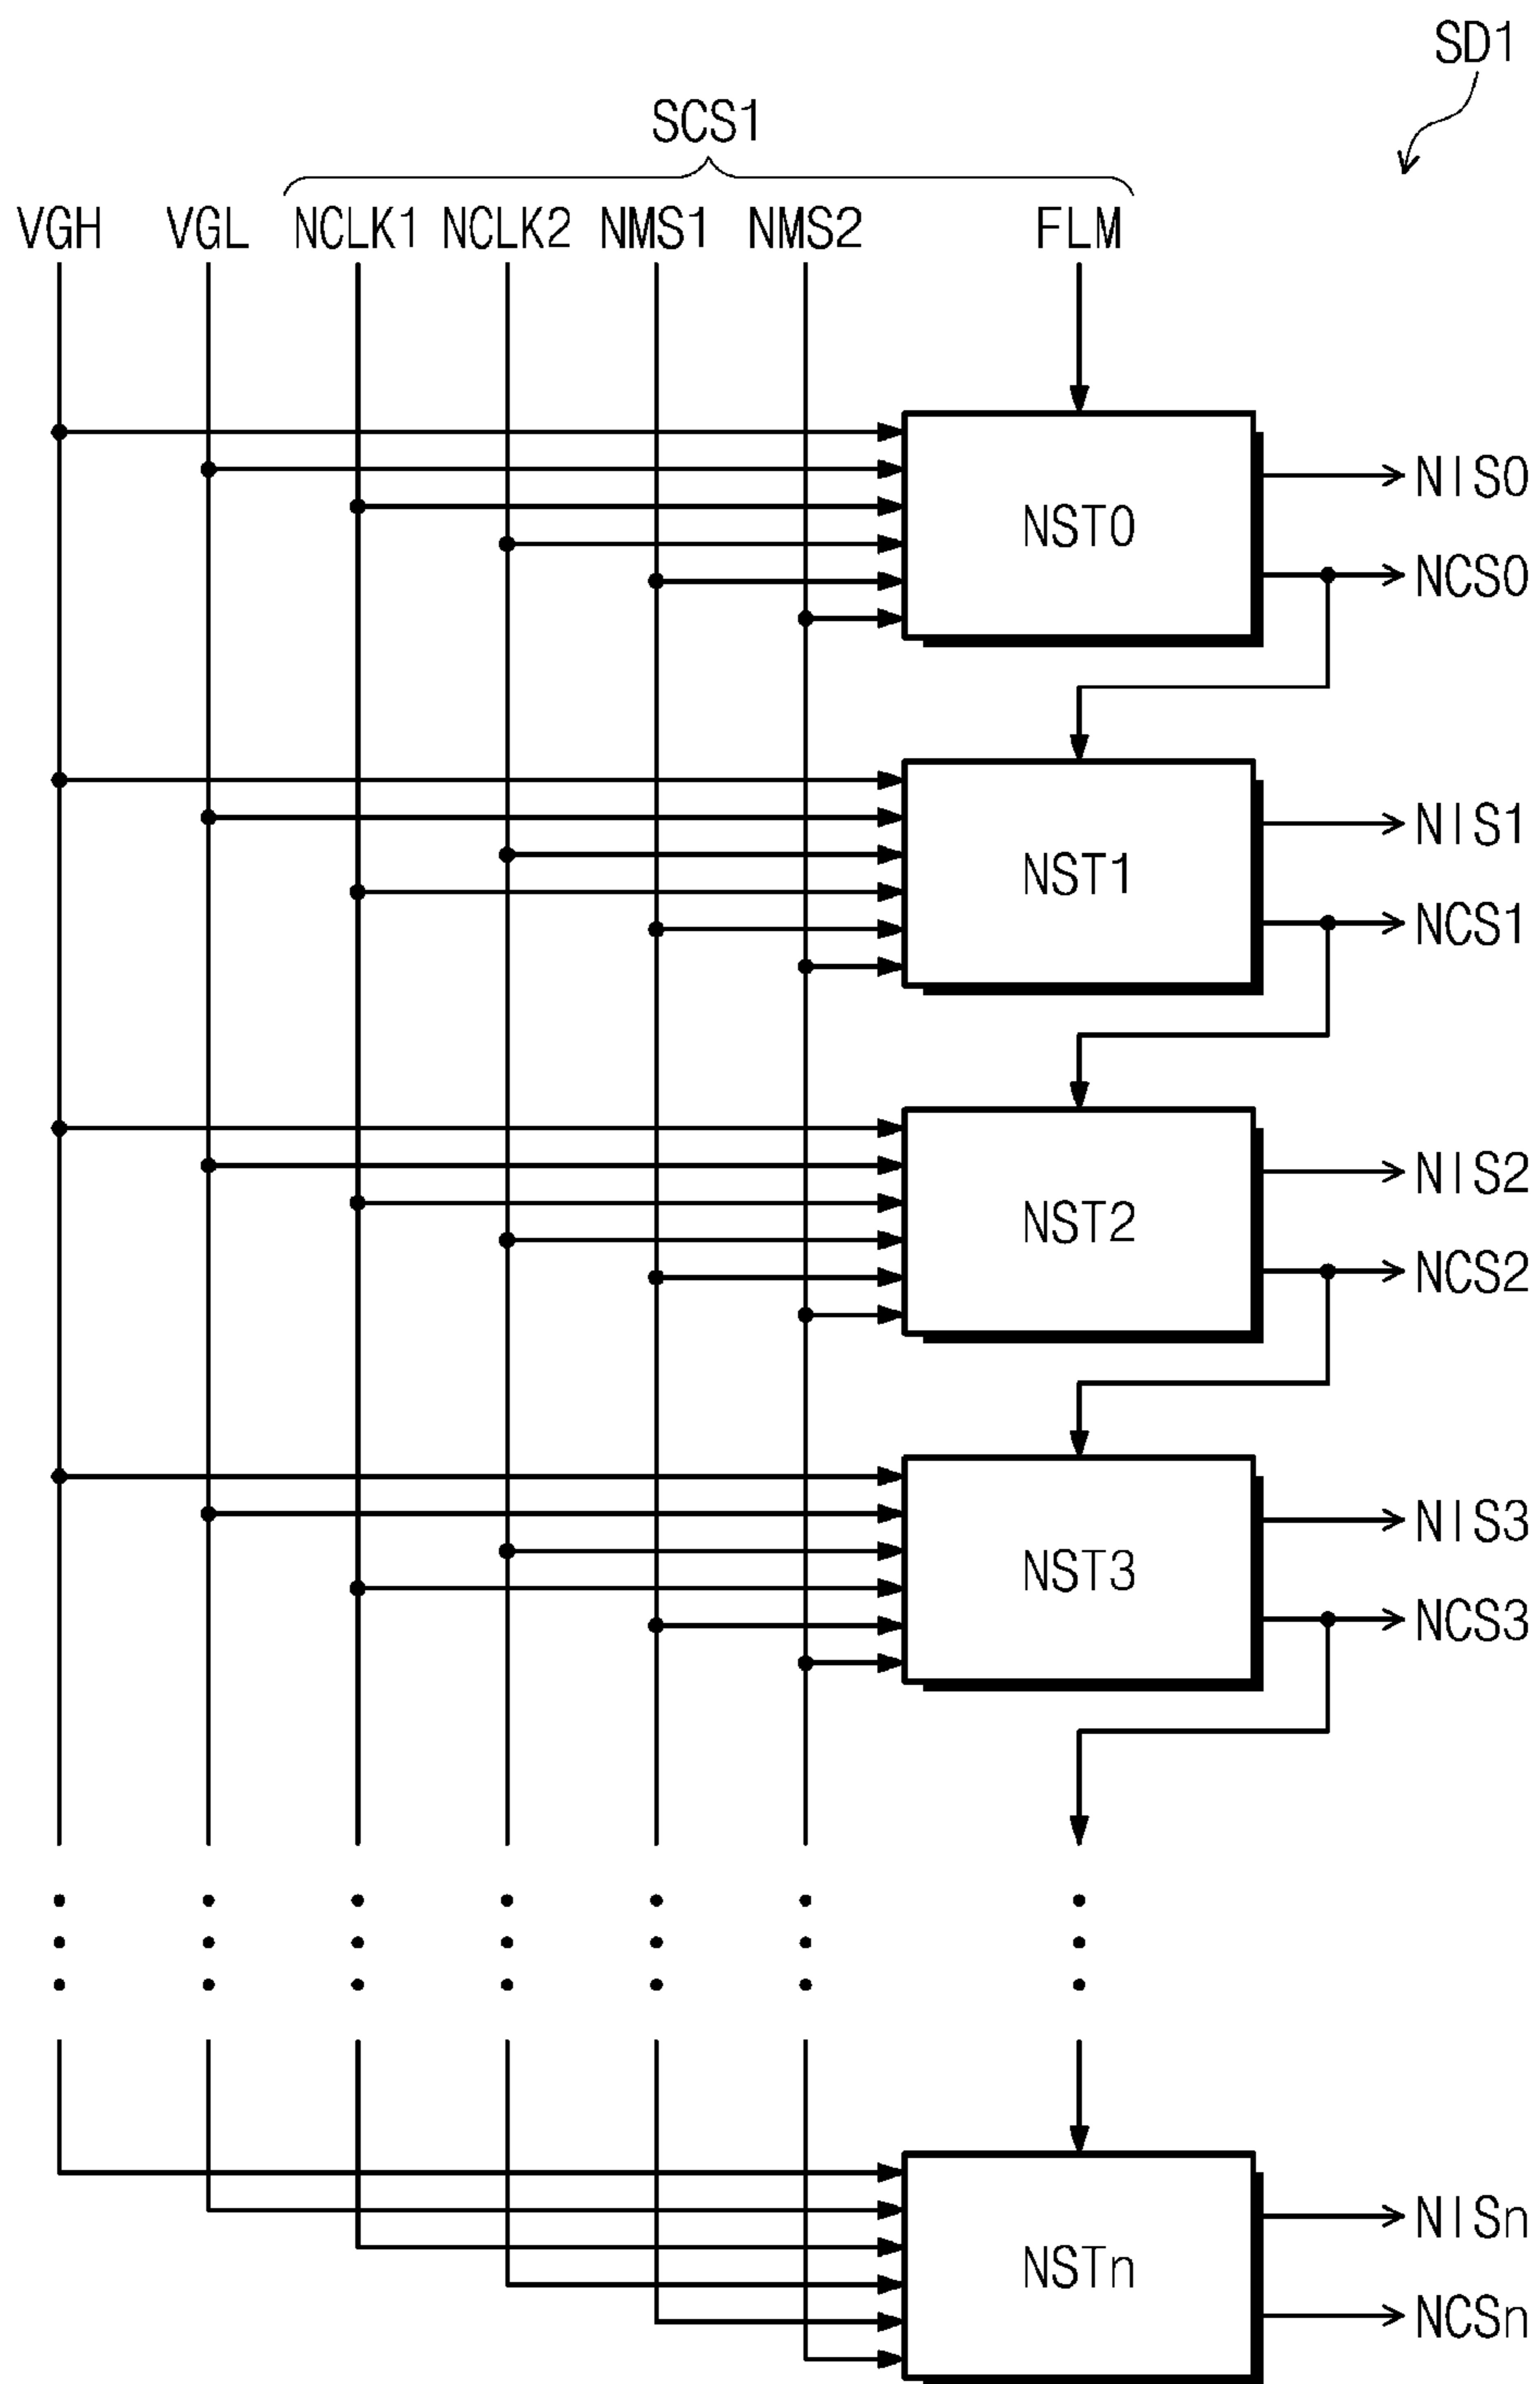 SD1
SCS1
VGH VGL NCLK1 NCLK2 NMS1 NMS2 FLM
NST0
NIS0
NCS0
NST1
NIS1
NCS1
NST2
NIS2
NCS2
NST3
NIS3
NCS3
NSTn
NISn
NCSn